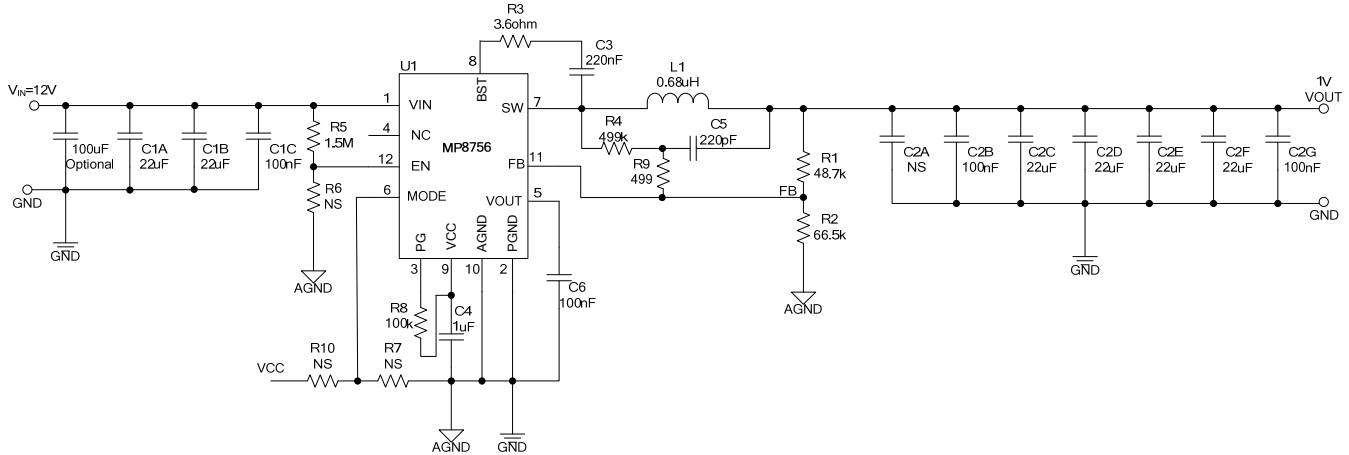 VIN=12V
GND
100uF
Optional
C1A
22uF
C1B
22uF
C1C
100nF
GND
R5
1.5M
R6
NS
AGND
U1
MP8756
1
VIN
4
NC
12
EN
6
MODE
8
BST
SW
7
FB
11
VOUT
5
PG
3
VCC
9
AGND
10
PGND
2
R3
3.6ohm
C3
220nF
L1
0.68uH
R4
499k
C5
220pF
R9
499
R1
48.7k
FB
R2
66.5k
AGND
C6
100nF
R8
100k
C4
1uF
VCC
R10
NS
R7
NS
AGND
GND
C2A
NS
C2B
100nF
C2C
22uF
C2D
22uF
C2E
22uF
C2F
22uF
C2G
100nF
1V
VOUT
GND
GND